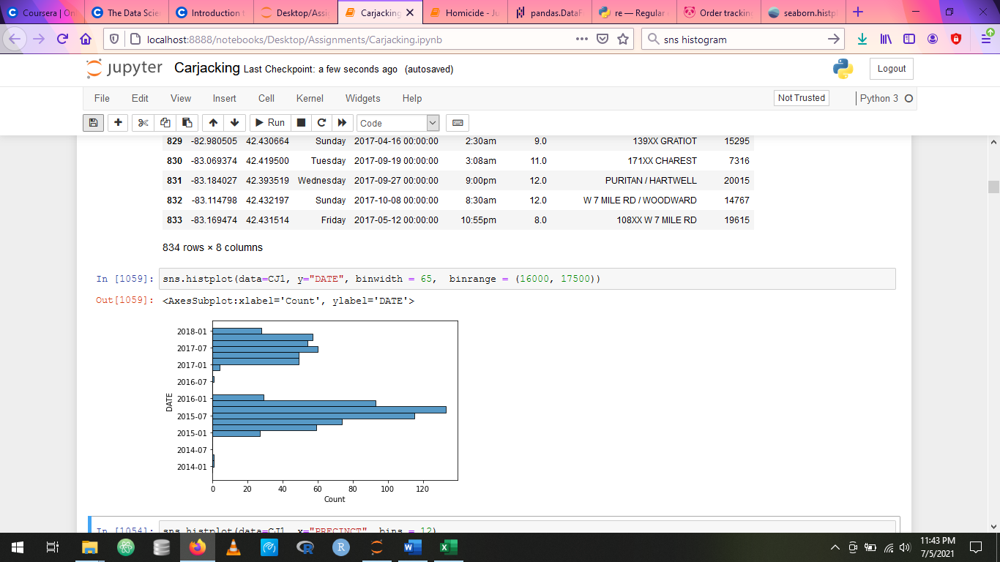 Coursera | Onl
The Data Scien
Introduction t
Desktop/Assig
Carjacking
Homicide - Ju
pandas.DataF
re — Regular
Order tracking
seaborn.histpl
localhost:8888/notebooks/Desktop/Assignments/Carjacking.ipynb
sns histogram
jupyter Carjacking Last Checkpoint: a few seconds ago (autosaved)
Logout
File Edit View Insert Cell Kernel Widgets Help
Not Trusted
Python 3
Run
Code
829 -82.980505 42.430664 Sunday 2017-04-16 00:00:00 2:30am 9.0 139XX GRATIOT 15295
830 -83.069374 42.419500 Tuesday 2017-09-19 00:00:00 3:08am 11.0 171XX CHAREST 7316
831 -83.184027 42.393519 Wednesday 2017-09-27 00:00:00 9:00pm 12.0 PURITAN / HARTWELL 20015
832 -83.114798 42.432197 Sunday 2017-10-08 00:00:00 8:30am 12.0 W 7 MILE RD / WOODWARD 14767
833 -83.169474 42.431514 Friday 2017-05-12 00:00:00 10:55pm 8.0 108XX W 7 MILE RD 19615
834 rows × 8 columns
In [1059]: sns.histplot(data=CJ1, y="DATE", binwidth = 65,  binrange = (16000, 17500))
Out[1059]: <AxesSubplot:xlabel='Count', ylabel='DATE'>
2018-01
2017-07
2017-01
2016-07
2016-01
2015-07
2015-01
2014-07
2014-01
DATE
0 20 40 60 80 100 120
Count
In [1054]: sns.histplot(data=CJ1, x="PRECINCT", bins = 12)
11:43 PM
7/5/2021